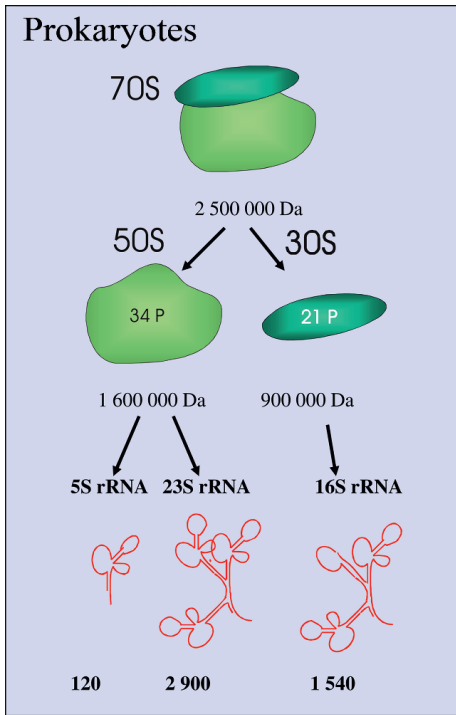 Prokaryotes
70S
2 500 000 Da
50S 30S
34 P 21 P
1 600 000 Da 900 000 Da
5S rRNA 23S rRNA 16S rRNA
120 2 900 1 540